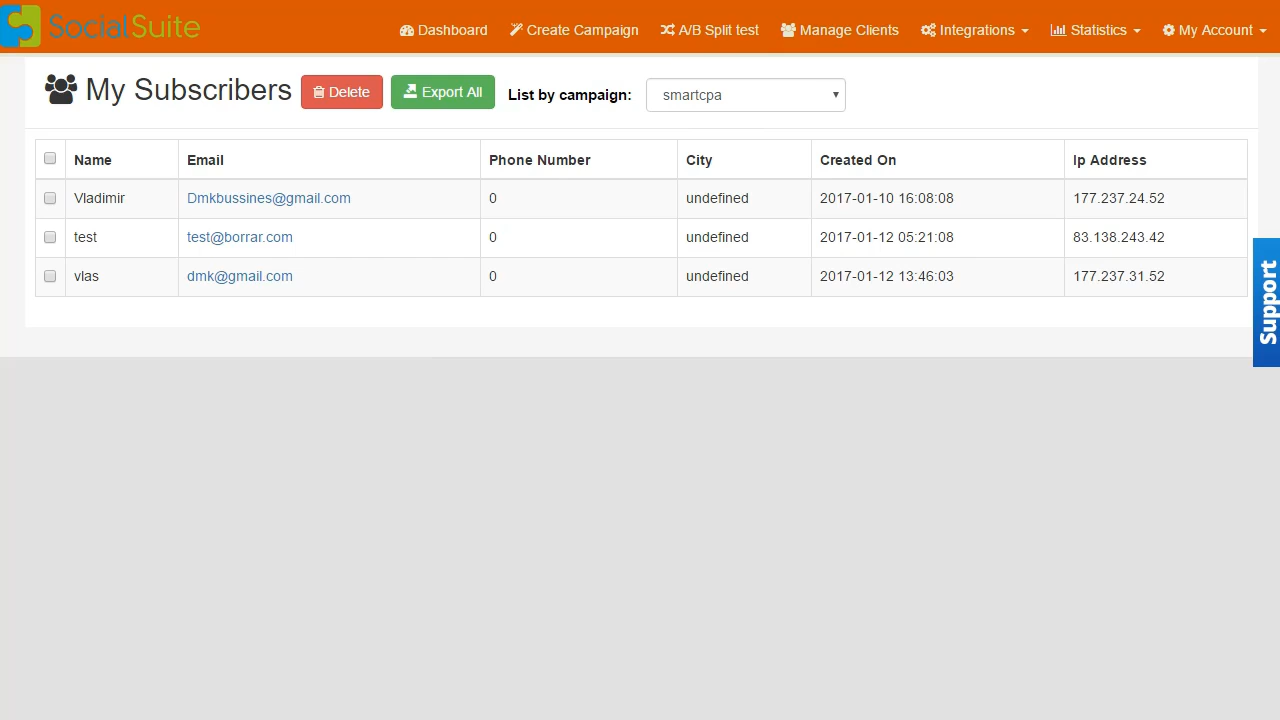 SocialSuite Dashboard Create Campaign A/B Split test Manage Clients Integrations Statistics My Account
My Subscribers Delete Export All List by campaign: smartcpa
Name Email Phone Number City Created On Ip Address
Vladimir Dmkbussines@gmail.com 0 undefined 2017-01-10 16:08:08 177.237.24.52
test test@borrar.com 0 undefined 2017-01-12 05:21:08 83.138.243.42
vlas dmk@gmail.com 0 undefined 2017-01-12 13:46:03 177.237.31.52
Support